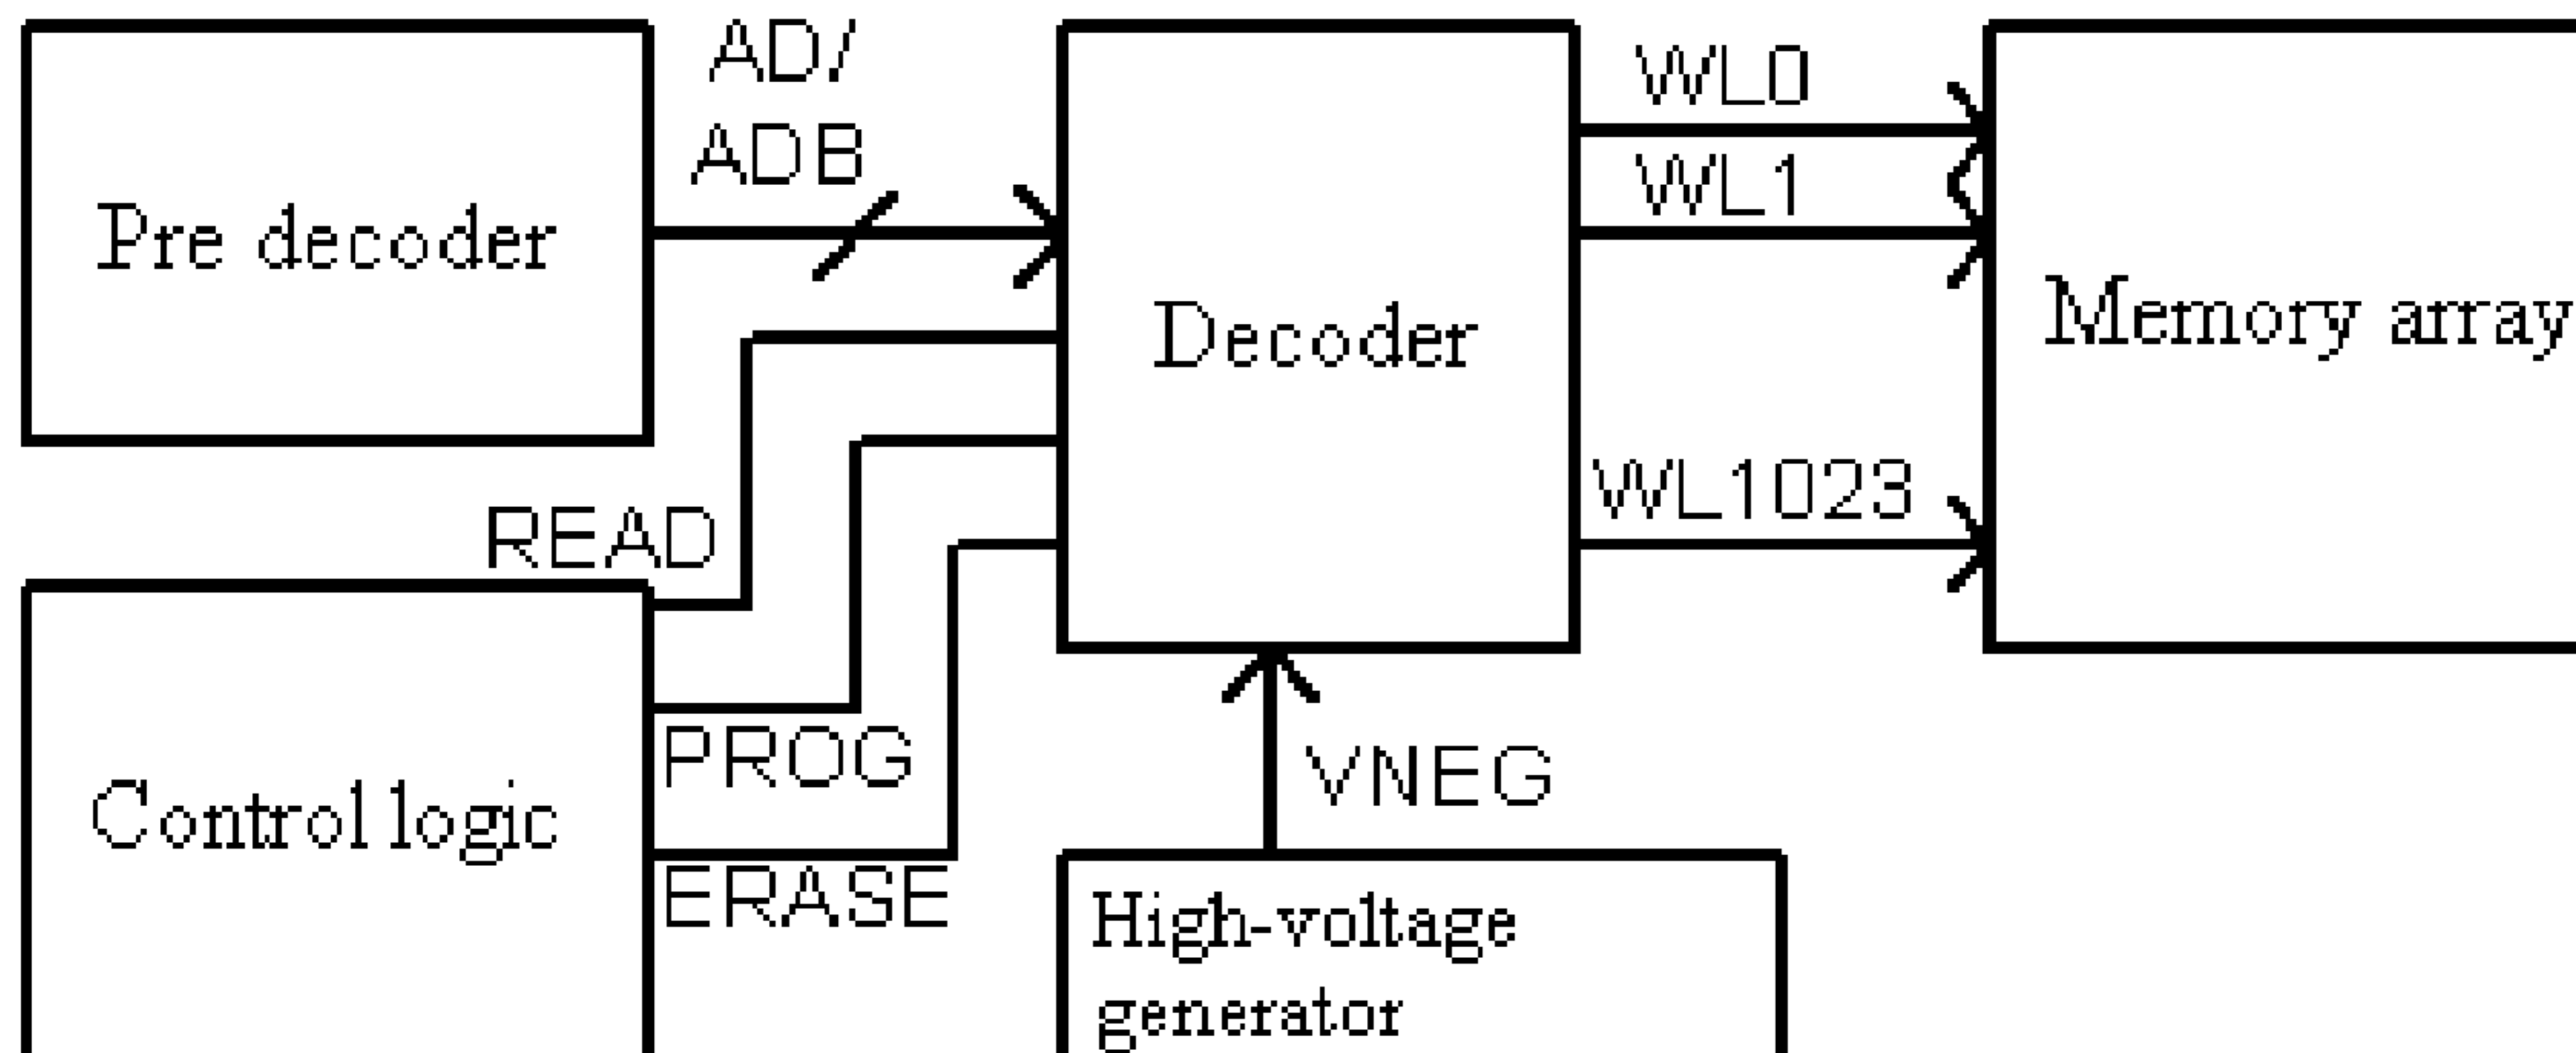 AD/
ADB
Pre decoder
Decoder
WL0
WL1
Memory array
WL1023
READ
PROG
Control logic
ERASE
VNEG
High-voltage
generator